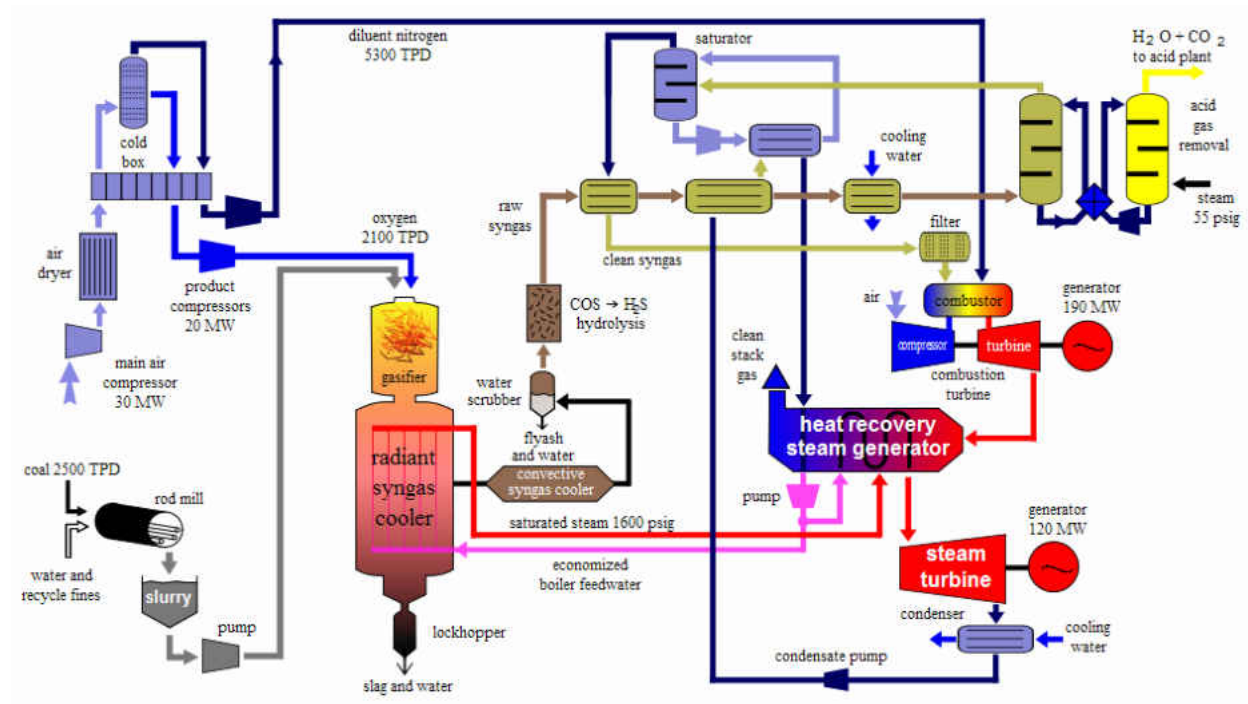 diluent nitrogen
5300 TPD
saturator
H2 O + CO 2
to acid plant
acid
gas
removal
steam
55 psig
cold
box
cooling
water
air
dryer
oxygen
2100 TPD
raw
syngas
clean syngas
filter
product
compressors
20 MW
COS → H2S
hydrolysis
air
combustor
generator
190 MW
compressor
turbine
combustion
turbine
main air
compressor
30 MW
gasifier
water
scrubber
clean
stack
gas
flyash
and water
heat recovery
steam generator
coal 2500 TPD
rod mill
radiant
syngas
cooler
convective
syngas cooler
pump
saturated steam 1600 psig
economized
boiler feedwater
generator
120 MW
steam
turbine
water and
recycle fines
slurry
pump
lockhopper
slag and water
condenser
cooling
water
condensate pump